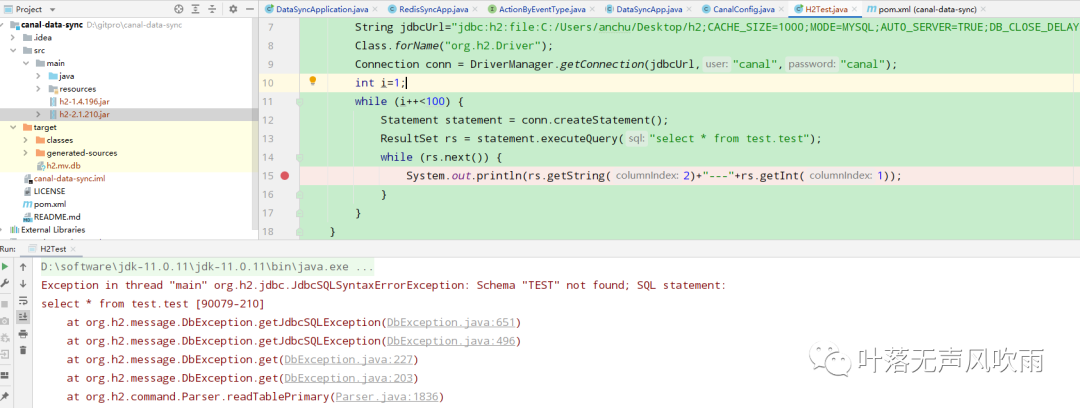 Project
DataSyncApplication.java
RedisSyncApp.java
ActionByEventType.java
DataSyncApp.java
CanalConfig.java
H2Test.java
pom.xml (canal-data-sync)
canal-data-sync D:\gitpro\canal-data-sync
.idea
src
main
java
resources
h2-1.4.196.jar
h2-2.1.210.jar
target
classes
generated-sources
h2.mv.db
canal-data-sync.iml
LICENSE
pom.xml
README.md
External Libraries
7 String jdbcUrl="jdbc:h2:file:C:/Users/anchu/Desktop/h2;CACHE_SIZE=1000;MODE=MYSQL;AUTO_SERVER=TRUE;DB_CLOSE_DELAY
8 Class.forName("org.h2.Driver");
9 Connection conn = DriverManager.getConnection(jdbcUrl, user: "canal", password: "canal");
10 int i=1;
11 while (i++<100) {
12 Statement statement = conn.createStatement();
13 ResultSet rs = statement.executeQuery( sql: "select * from test.test");
14 while (rs.next()) {
15 System.out.println(rs.getString( columnIndex: 2)+"---"+rs.getInt( columnIndex: 1));
16 }
17 }
18 }
Run: H2Test
D:\software\jdk-11.0.11\jdk-11.0.11\bin\java.exe ...
Exception in thread "main" org.h2.jdbc.JdbcSQLSyntaxErrorException: Schema "TEST" not found; SQL statement:
select * from test.test [90079-210]
at org.h2.message.DbException.getJdbcSQLException(DbException.java:651)
at org.h2.message.DbException.getJdbcSQLException(DbException.java:496)
at org.h2.message.DbException.get(DbException.java:227)
at org.h2.message.DbException.get(DbException.java:203)
at org.h2.command.Parser.readTablePrimary(Parser.java:1836)
叶落无声风吹雨